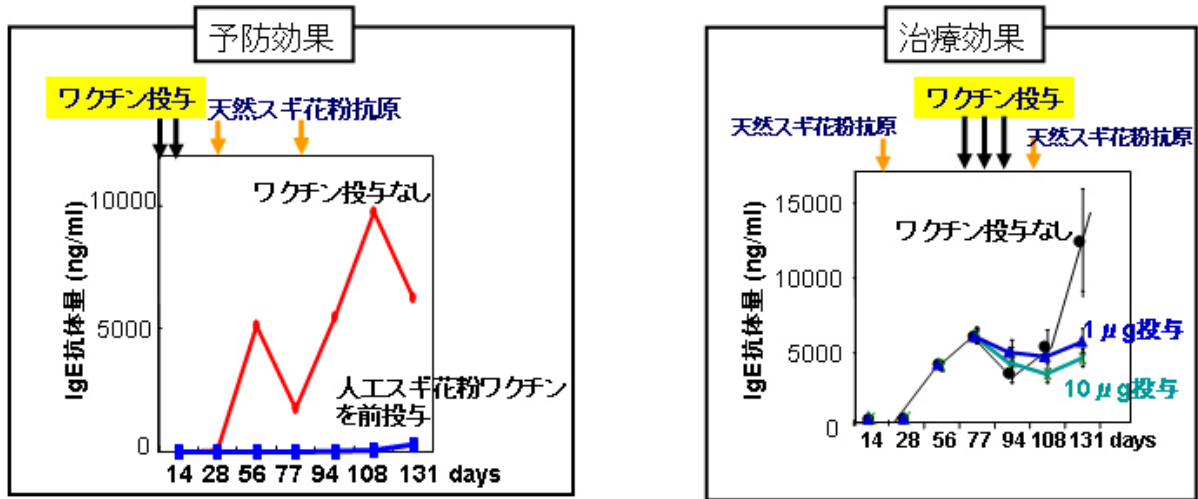 予防効果
ワクチン投与
天然スギ花粉抗原
IgE抗体量 (ng/ml)
10000
5000
0
ワクチン投与なし
人工スギ花粉ワクチン
を前投与
14 28 56 77 94 108 131 days
治療効果
ワクチン投与
天然スギ花粉抗原
天然スギ花粉抗原
IgE抗体量 (ng/ml)
15000
10000
5000
0
ワクチン投与なし
1μg投与
10μg投与
14 28 56 77 94 108 131 days